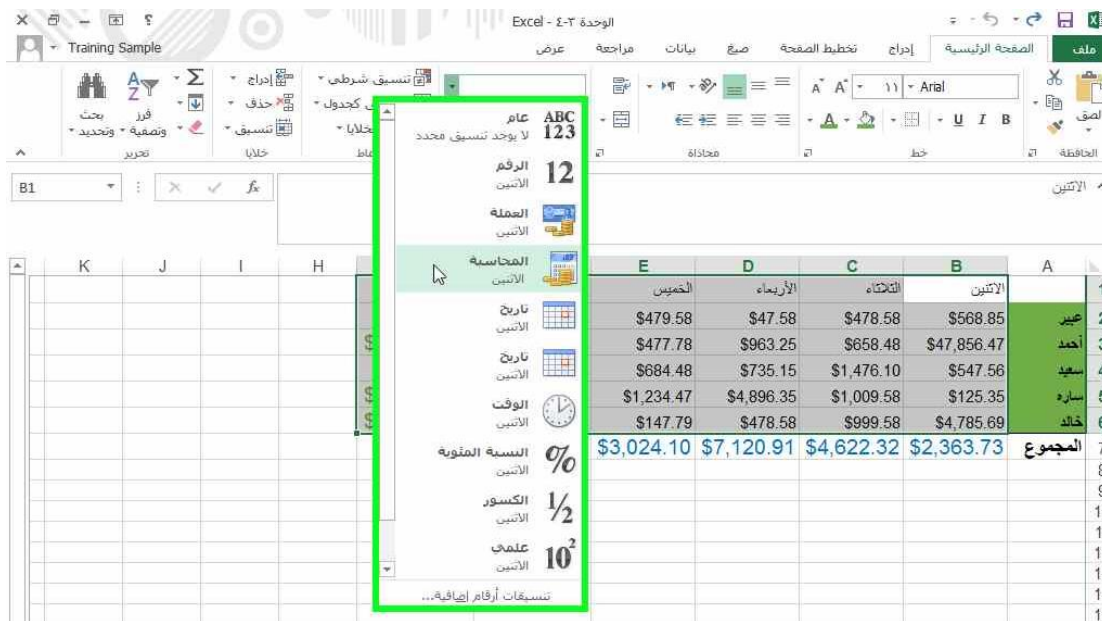 الوحدة ٣-٤ - Excel
Training Sample
ملف
الصفحة الرئيسية
إدراج
تخطيط الصفحة
صيغ
بيانات
مراجعة
عرض
Arial
١١
B I U
تنسيق شرطي
إدراج
حذف
تنسيق
فرز
وتصفية
بحث
وتحديد
الحافظة
خط
محاذاة
خلايا
تحرير
B1
fx
الاثنين
ABC 123
عام
لا يوجد تنسيق محدد
12
الرقم
الاثنين
العملة
الاثنين
المحاسبة
الاثنين
تاريخ
الاثنين
تاريخ
الاثنين
الوقت
الاثنين
%
النسبة المئوية
الاثنين
½
الكسور
الاثنين
10²
علمي
الاثنين
تنسيقات أرقام إضافية...
A B C D E H I J K
الاثنين الثلاثاء الأربعاء الخميس
عبير $568.85 $478.58 $47.58 $479.58
أحمد $47,856.47 $658.48 $963.25 $477.78
سعيد $547.56 $1,476.10 $735.15 $684.48
ساره $125.35 $1,009.58 $4,896.35 $1,234.47
خالد $4,785.69 $999.58 $478.58 $147.79
المجموع $2,363.73 $4,622.32 $7,120.91 $3,024.10